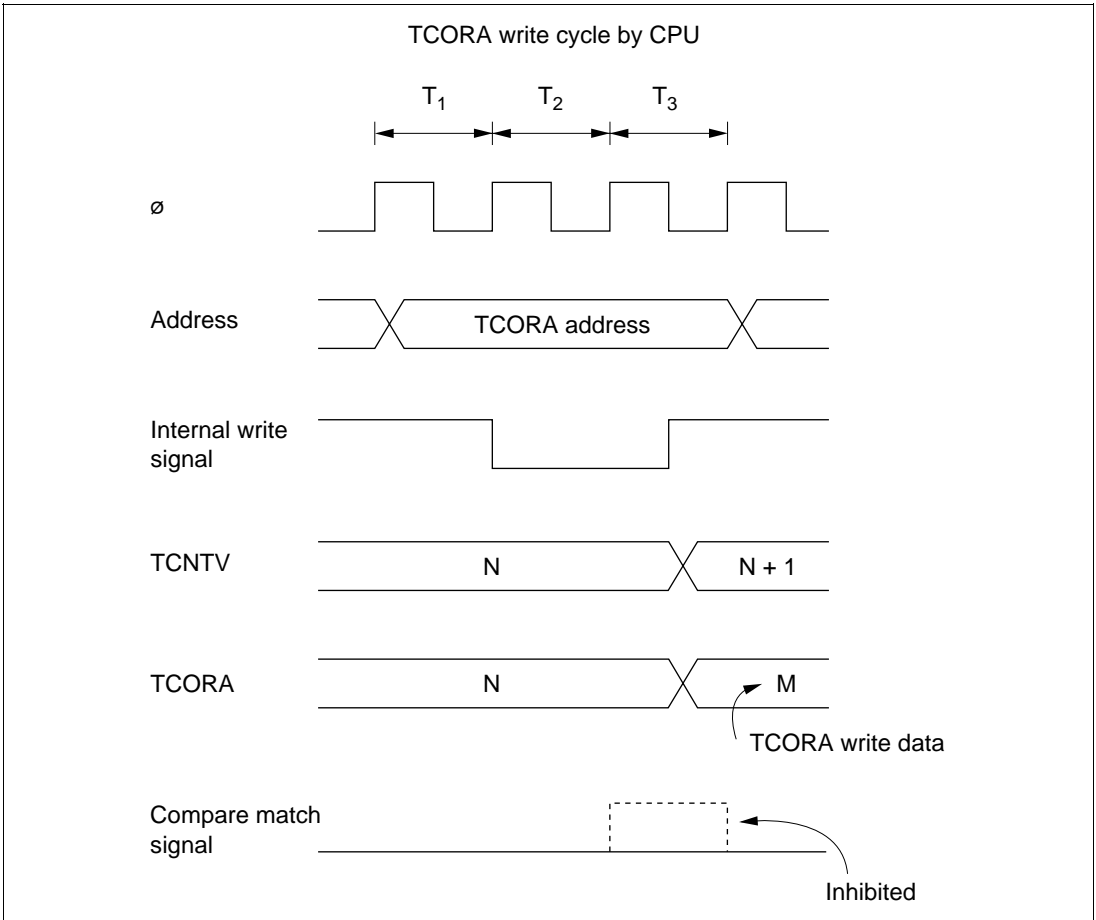 TCORA write cycle by CPU
T1 T2 T3
ø
Address TCORA address
Internal write
signal
TCNTV N N + 1
TCORA N M
TCORA write data
Compare match
signal
Inhibited